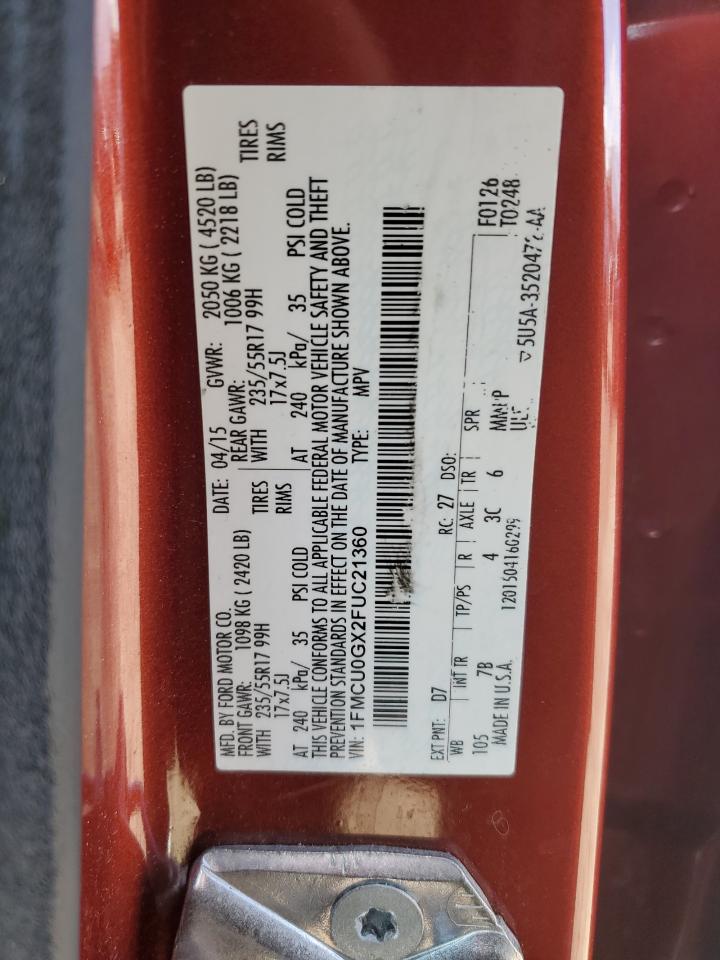 MFD. BY FORD MOTOR CO. DATE: 04/15 GVWR: 2050 KG ( 4520 LB)
FRONT GAWR: 1098 KG ( 2420 LB) REAR GAWR: 1006 KG ( 2218 LB)
WITH 235/55R17 99H TIRES WITH 235/55R17 99H TIRES
17x7.5J RIMS 17x7.5J RIMS
AT 240 kPa/ 35 PSI COLD AT 240 kPa/ 35 PSI COLD
THIS VEHICLE CONFORMS TO ALL APPLICABLE FEDERAL MOTOR VEHICLE SAFETY AND THEFT
PREVENTION STANDARDS IN EFFECT ON THE DATE OF MANUFACTURE SHOWN ABOVE.
VIN: 1FMCU0GX2FUC21360 TYPE: MPV
EXT PNT: D7 RC: 27 DSO: F0126
WB INT TR TP/PS R AXLE TR SPR T0248
105 7B 4 3C 6
MADE IN U.S.A. 120150416G299